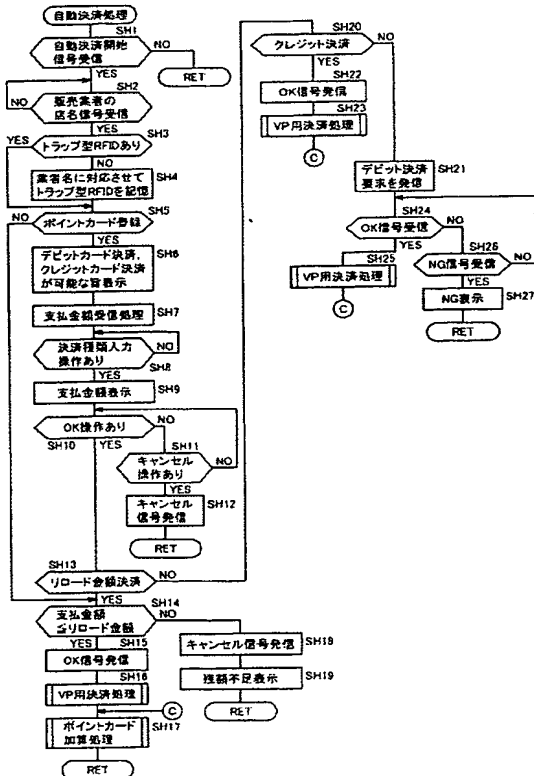 自動決済処理
SH1
自動決済開始
信号受信
NO
RET
YES
SH2
販売業者の
店名信号受信
NO
YES
SH3
トラップ型RFIDあり
YES
NO
SH4
業者名に対応させて
トラップ型RFIDを記憶
SH5
ポイントカード登録
NO
YES
SH6
デビットカード決済,
クレジットカード決済
が可能な旨表示
支払金額受信処理
SH7
決済種類入力
操作あり
NO
SH8
YES
支払金額表示
SH9
OK操作あり
NO
SH10
YES
SH11
キャンセル
操作あり
NO
YES
キャンセル
信号発信
SH12
RET
SH13
リロード金額決済
NO
YES
SH14
支払金額
≦リロード金額
NO
YES
SH15
OK信号発信
SH16
VP用決済処理
C
ポイントカード
加算処理
SH17
RET
キャンセル信号発信
SH18
残額不足表示
SH19
RET
SH20
クレジット決済
NO
YES
SH22
OK信号発信
SH23
VP用決済処理
C
デビット決済
要求を発信
SH21
SH24
OK信号受信
NO
YES
SH25
VP用決済処理
C
SH26
NG信号受信
NO
YES
NG表示
SH27
RET